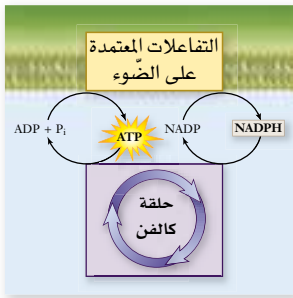 التفاعلات المعتمدة
على الضّوء
ADP + Pi
ATP
NADP
NADPH
حلقة
كالفن